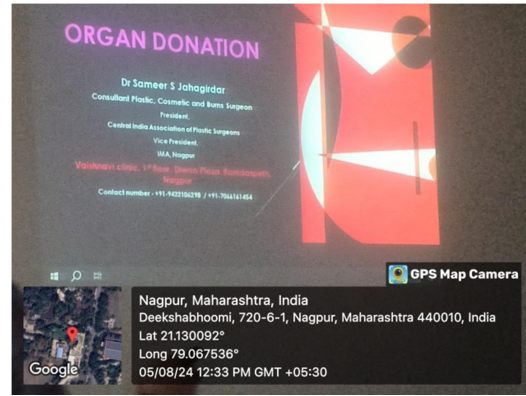 ORGAN DONATION
Dr Sameer S Jahagirdar
Consultant Plastic, Cosmetic and Burns Surgeon
President,
Central India Association of Plastic Surgeons
Vice President,
IMA, Nagpur
Vaishnavi clinic, 1st floor, Diwan Plaza, Ramdaspeth,
Nagpur
Contact number - +91-9422106298 / +91-7066161454
GPS Map Camera
Nagpur, Maharashtra, India
Deekshabhoomi, 720-6-1, Nagpur, Maharashtra 440010, India
Lat 21.130092°
Long 79.067536°
05/08/24 12:33 PM GMT +05:30
Google